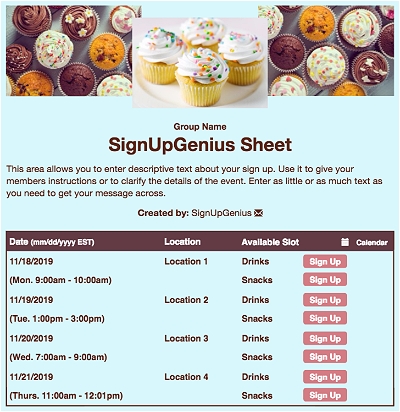 Group Name
SignUpGenius Sheet
This area allows you to enter descriptive text about your sign up. Use it to give your
members instructions or to clarify the details of the event. Enter as little or as much text as
you need to get your message across.
Created by: SignUpGenius
Date (mm/dd/yyyy EST) Location Available Slot Calendar
11/18/2019 Location 1 Drinks Sign Up
(Mon. 9:00am - 10:00am) Snacks Sign Up
11/19/2019 Location 2 Drinks Sign Up
(Tue. 1:00pm - 3:00pm) Snacks Sign Up
11/20/2019 Location 3 Drinks Sign Up
(Wed. 7:00am - 9:00am) Snacks Sign Up
11/21/2019 Location 4 Drinks Sign Up
(Thurs. 11:00am - 12:01pm) Snacks Sign Up